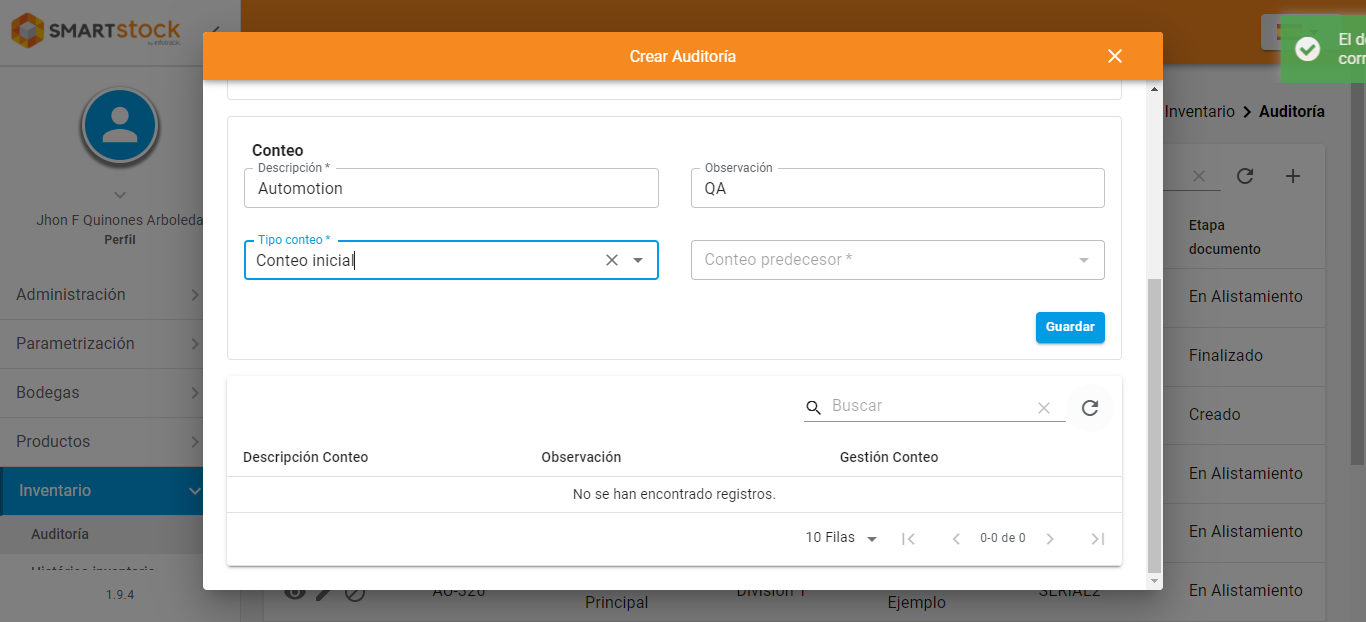 SMARTstock
by infotrack
El d
corr
Crear Auditoría
Inventario > Auditoría
Jhon F Quinones Arboleda
Perfil
Administración
Parametrización
Bodegas
Productos
Inventario
Auditoría
1.9.4
Conteo
Descripción *
Automotion
Observación
QA
Tipo conteo *
Conteo inicial
Conteo predecesor *
Guardar
Buscar
Descripción Conteo Observación Gestión Conteo
No se han encontrado registros.
10 Filas 0-0 de 0
Etapa
documento
En Alistamiento
Finalizado
Creado
En Alistamiento
En Alistamiento
En Alistamiento
AU-320
Principal
División 1
Ejemplo
SERIAL2